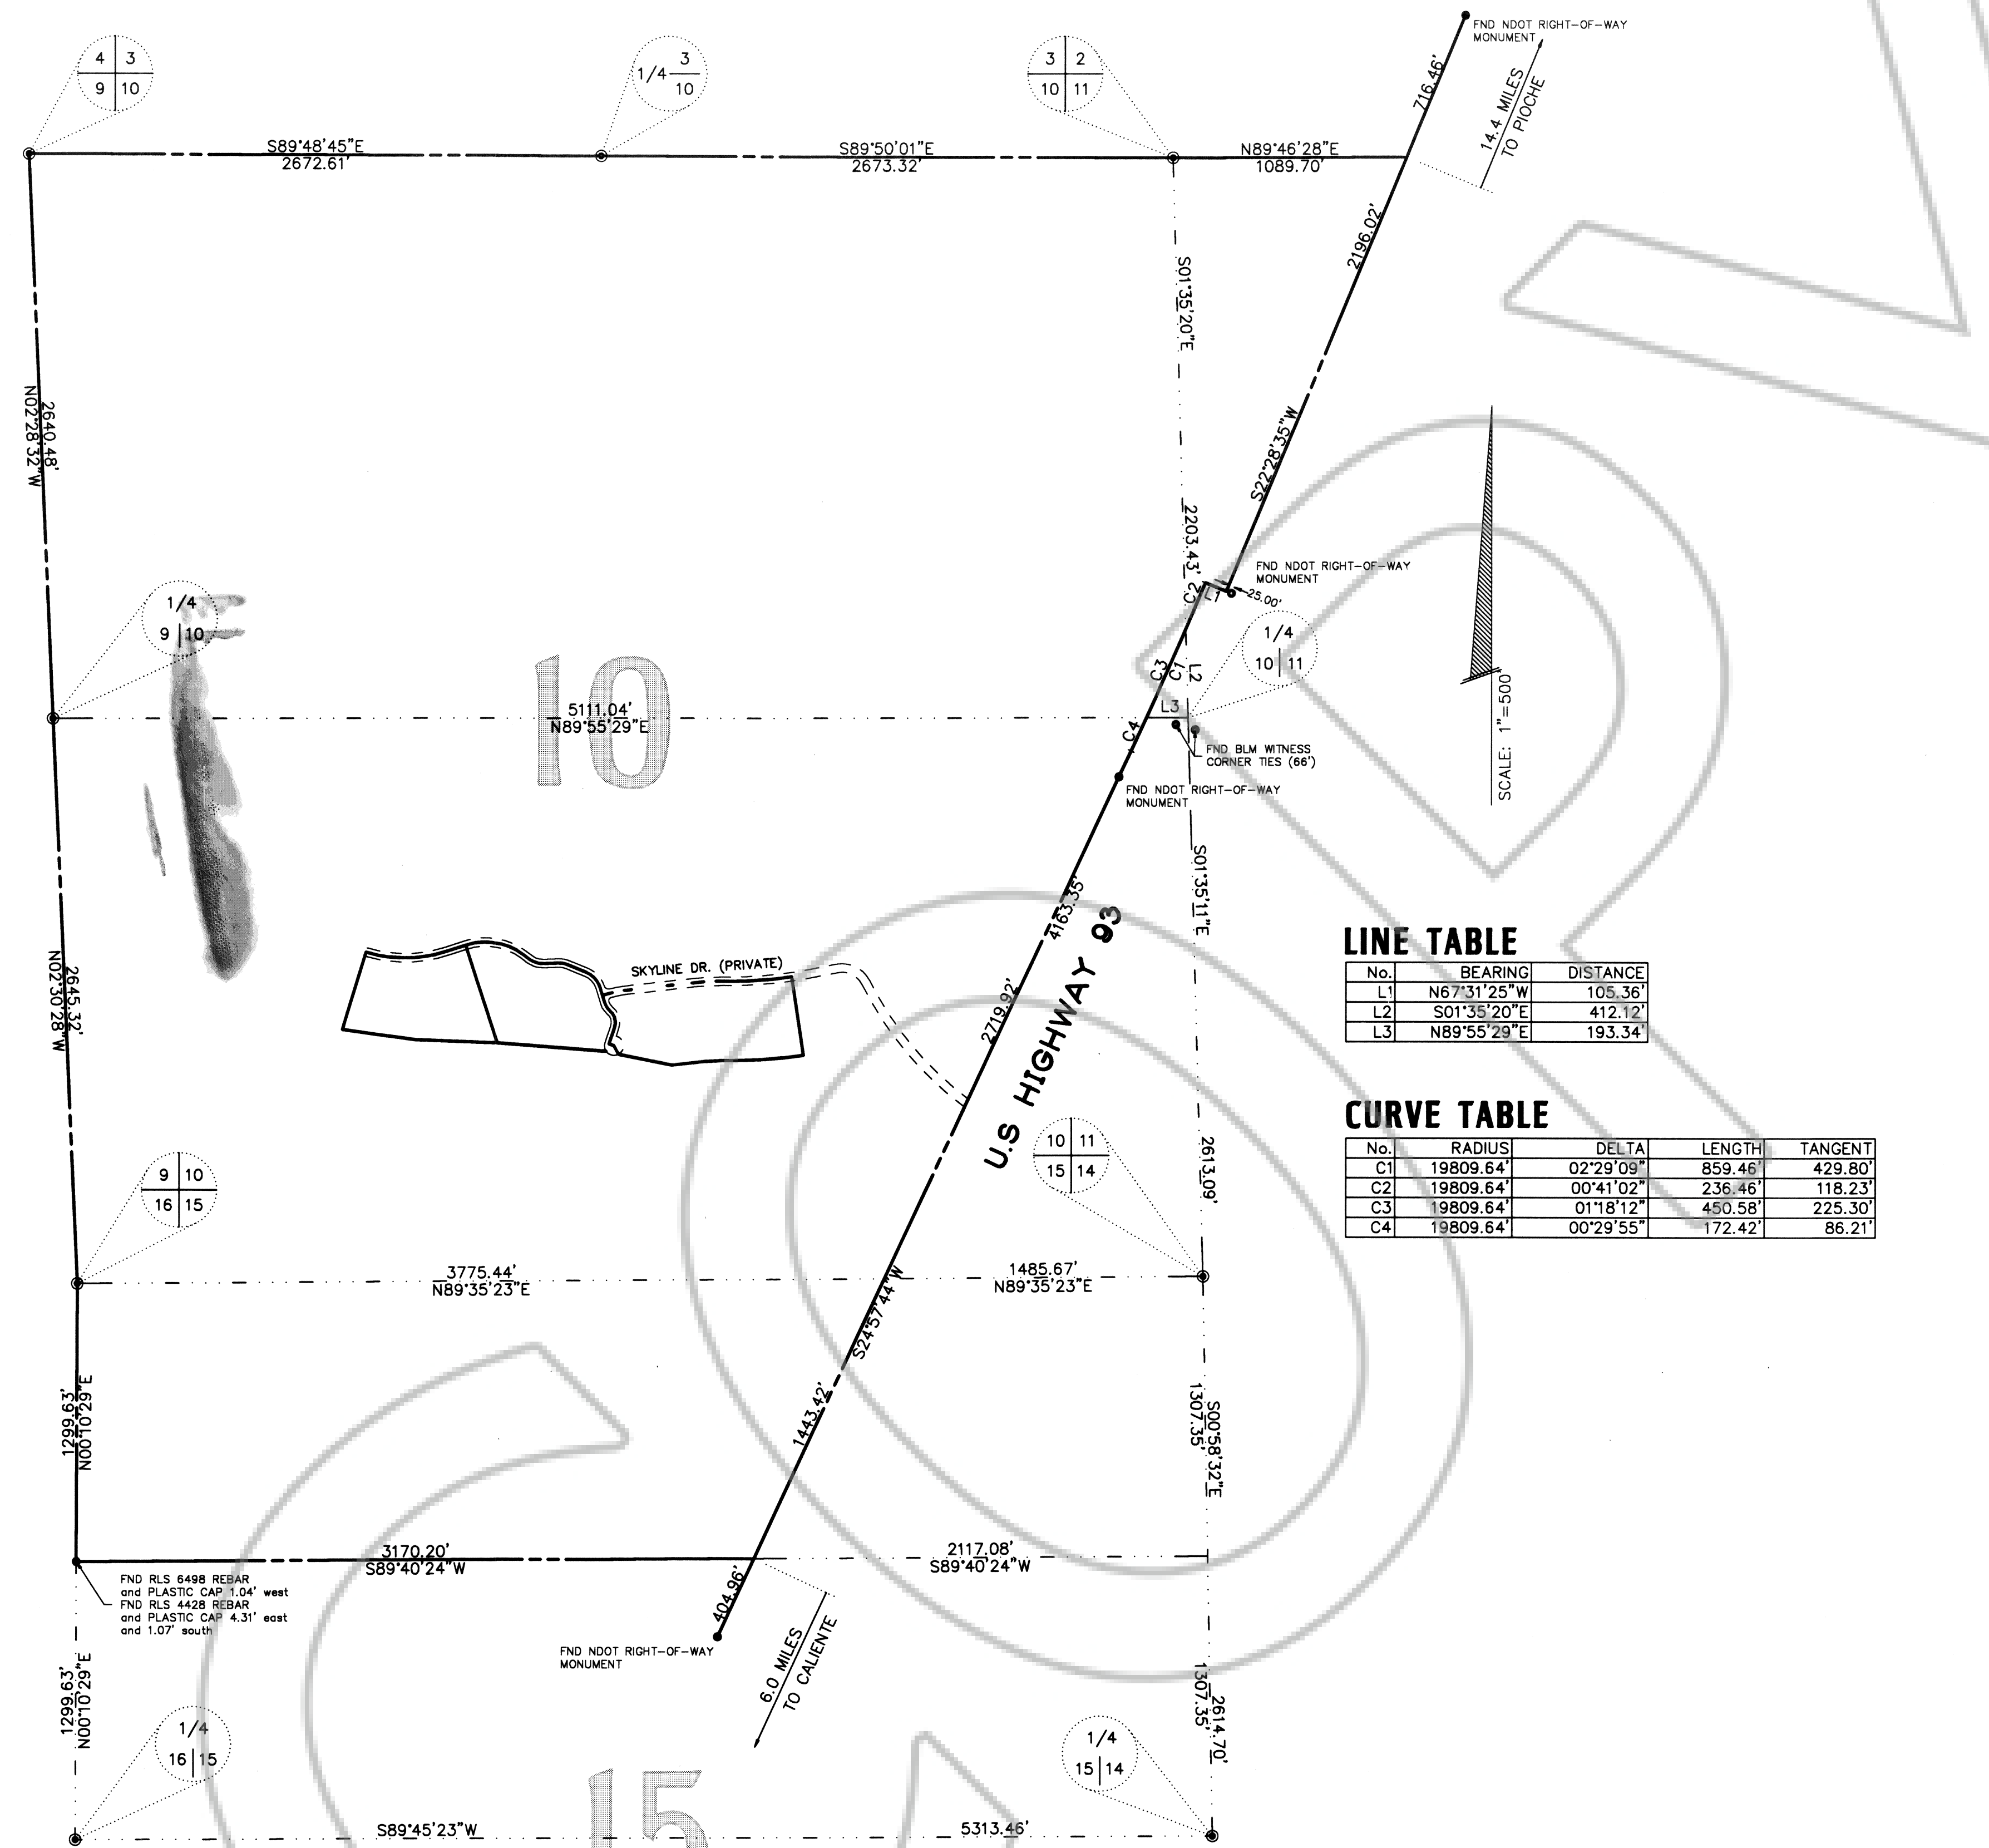 FND NDOT RIGHT-OF-WAY
MONUMENT
716.46'
14.4 MILES
TO PIOCHE
4 3
9 10
1/4 3
10
3 2
10 11
S89°48'45"E
2672.61'
S89°50'01"E
2673.32'
N89°46'28"E
1089.70'
2196.02'
S01°35'20"E
2640.48'
N02°28'32"W
S22°28'35"W
2203.43'
C2
L1
25.00'
FND NDOT RIGHT-OF-WAY
MONUMENT
1/4
9 10
1/4
10 11
C3
C1
L2
L3
C4
10
5111.04'
N89°55'29"E
FND BLM WITNESS
CORNER TIES (66')
FND NDOT RIGHT-OF-WAY
MONUMENT
SCALE: 1"=500'
S01°35'11"E
4163.35'
2719.92'
U.S HIGHWAY 93
SKYLINE DR. (PRIVATE)
2645.32'
N02°30'28"W
LINE TABLE
No. BEARING DISTANCE
L1 N67°31'25"W 105.36'
L2 S01°35'20"E 412.12'
L3 N89°55'29"E 193.34'
CURVE TABLE
No. RADIUS DELTA LENGTH TANGENT
C1 19809.64' 02°29'09" 859.46' 429.80'
C2 19809.64' 00°41'02" 236.46' 118.23'
C3 19809.64' 01°18'12" 450.58' 225.30'
C4 19809.64' 00°29'55" 172.42' 86.21'
10 11
15 14
2613.09'
9 10
16 15
3775.44'
N89°35'23"E
1485.67'
N89°35'23"E
S24°57'44"W
1443.42'
1299.63'
N00°10'29"E
S00°58'32"E
1307.35'
3170.20'
S89°40'24"W
2117.08'
S89°40'24"W
FND RLS 6498 REBAR
and PLASTIC CAP 1.04' west
FND RLS 4428 REBAR
and PLASTIC CAP 4.31' east
and 1.07' south
404.96'
FND NDOT RIGHT-OF-WAY
MONUMENT
6.0 MILES
TO CALIENTE
1299.63'
N00°10'29"E
1307.35'
2614.70'
1/4
16 15
1/4
15 14
15
S89°45'23"W
5313.46'